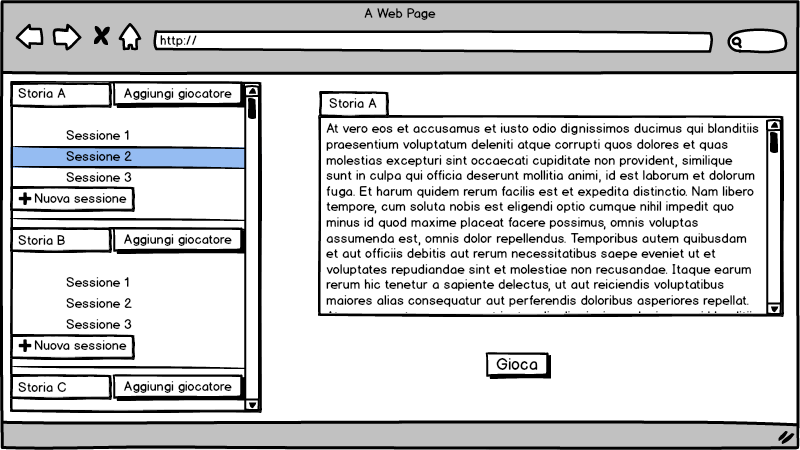 A Web Page
http://
Storia A
Aggiungi giocatore
Sessione 1
Sessione 2
Sessione 3
Nuova sessione
Storia B
Aggiungi giocatore
Sessione 1
Sessione 2
Sessione 3
Nuova sessione
Storia C
Aggiungi giocatore
Storia A
At vero eos et accusamus et iusto odio dignissimos ducimus qui blanditiis
praesentium voluptatum deleniti atque corrupti quos dolores et quas
molestias excepturi sint occaecati cupiditate non provident, similique
sunt in culpa qui officia deserunt mollitia animi, id est laborum et dolorum
fuga. Et harum quidem rerum facilis est et expedita distinctio. Nam libero
tempore, cum soluta nobis est eligendi optio cumque nihil impedit quo
minus id quod maxime placeat facere possimus, omnis voluptas
assumenda est, omnis dolor repellendus. Temporibus autem quibusdam
et aut officiis debitis aut rerum necessitatibus saepe eveniet ut et
voluptates repudiandae sint et molestiae non recusandae. Itaque earum
rerum hic tenetur a sapiente delectus, ut aut reiciendis voluptatibus
maiores alias consequatur aut perferendis doloribus asperiores repellat.
Gioca